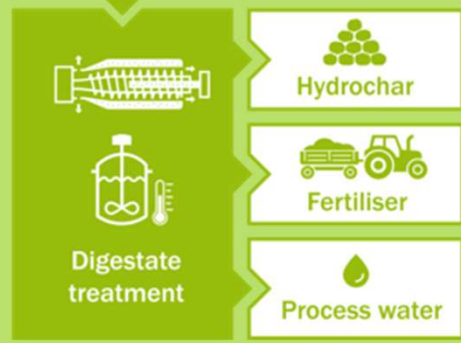 Hydrochar
Fertiliser
Digestate
treatment
Process water